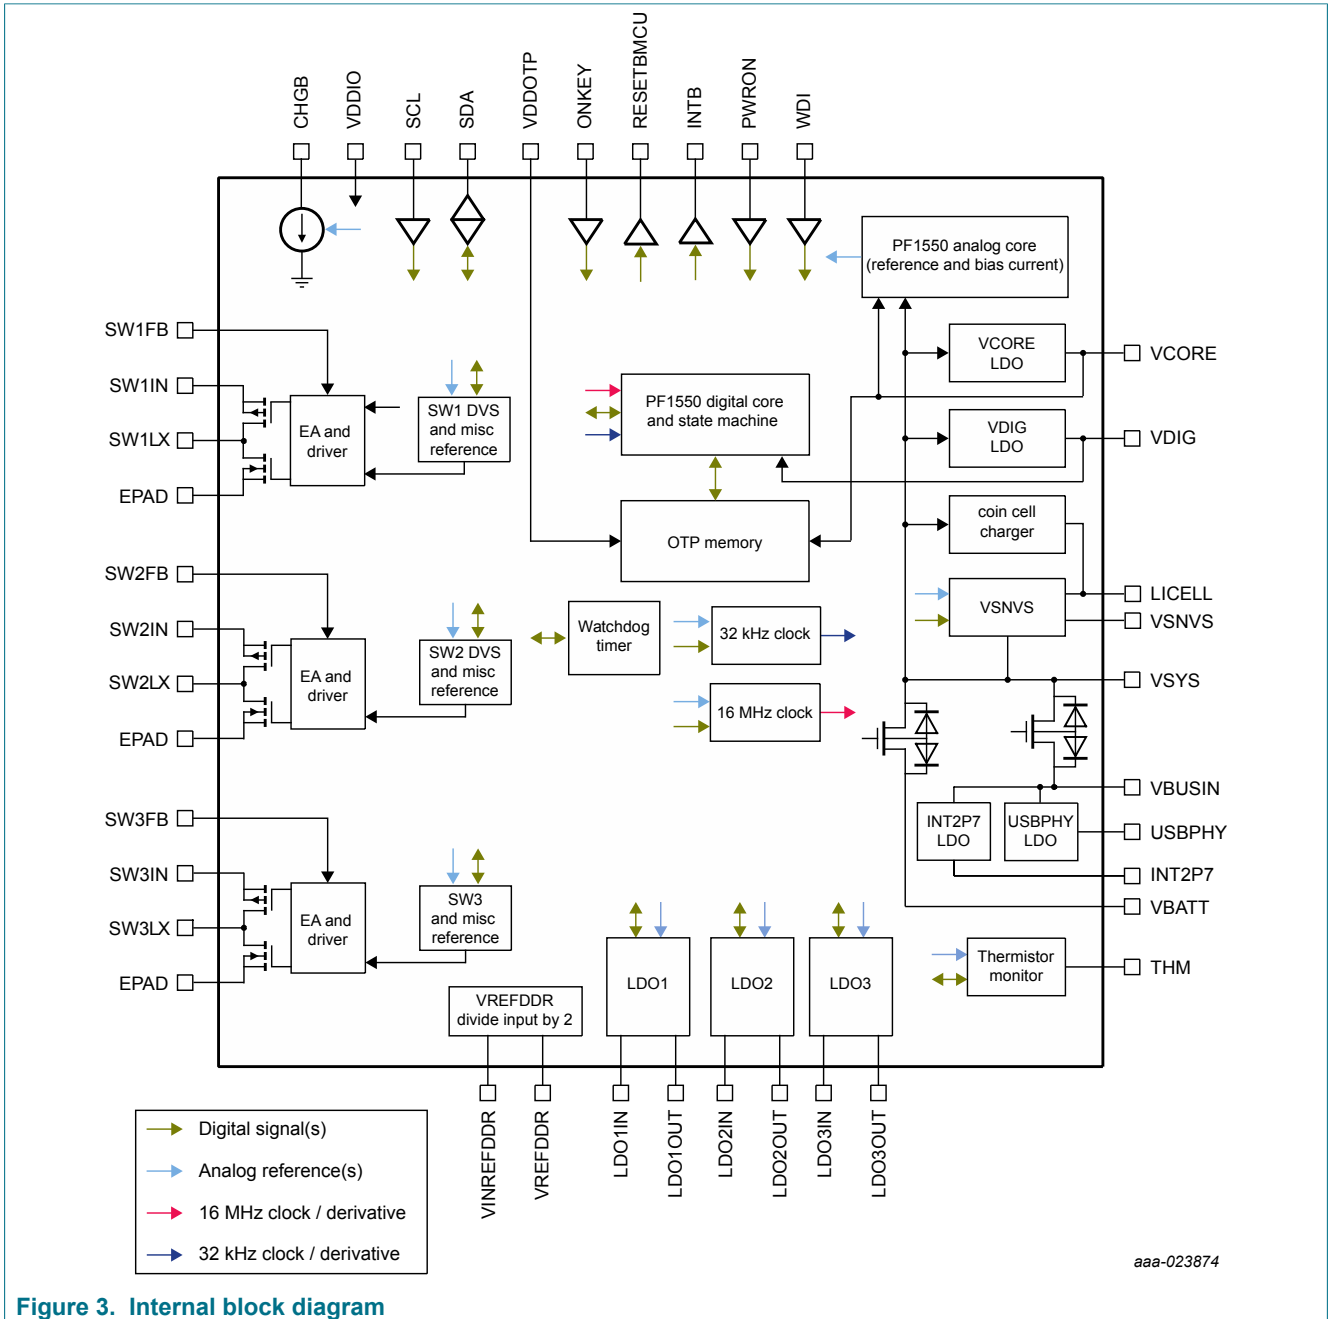 CHGB
VDDIO
SCL
SDA
VDDOTP
ONKEY
RESETBMCU
INTB
PWRON
WDI
PF1550 analog core
(reference and bias current)
SW1FB
SW1IN
SW1LX
EPAD
EA and
driver
SW1 DVS
and misc
reference
PF1550 digital core
and state machine
OTP memory
VCORE
LDO
VCORE
VDIG
LDO
VDIG
coin cell
charger
VSNVS
LICELL
VSNVS
VSYS
SW2FB
SW2IN
SW2LX
EPAD
EA and
driver
SW2 DVS
and misc
reference
Watchdog
timer
32 kHz clock
16 MHz clock
INT2P7
LDO
USBPHY
LDO
VBUSIN
USBPHY
INT2P7
VBATT
SW3FB
SW3IN
SW3LX
EPAD
EA and
driver
SW3
and misc
reference
VREFDDR
divide input by 2
LDO1
LDO2
LDO3
Thermistor
monitor
THM
VINREFDDR
VREFDDR
LDO1IN
LDO1OUT
LDO2IN
LDO2OUT
LDO3IN
LDO3OUT
Digital signal(s)
Analog reference(s)
16 MHz clock / derivative
32 kHz clock / derivative
aaa-023874
Figure 3. Internal block diagram